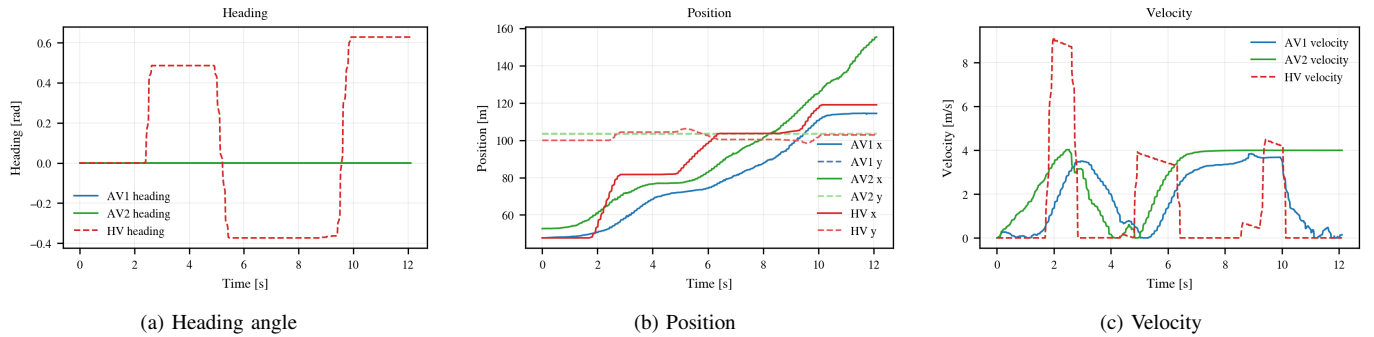 Heading
Heading [rad]
0.6
0.4
0.2
0.0
−0.2
−0.4
AV1 heading
AV2 heading
HV heading
0
2
4
6
8
10
12
Time [s]
(a) Heading angle
Position
Position [m]
160
140
120
100
80
60
AV1 x
AV1 y
AV2 x
AV2 y
HV x
HV y
0
2
4
6
8
10
12
Time [s]
(b) Position
Velocity
Velocity [m/s]
8
6
4
2
0
AV1 velocity
AV2 velocity
HV velocity
0
2
4
6
8
10
12
Time [s]
(c) Velocity